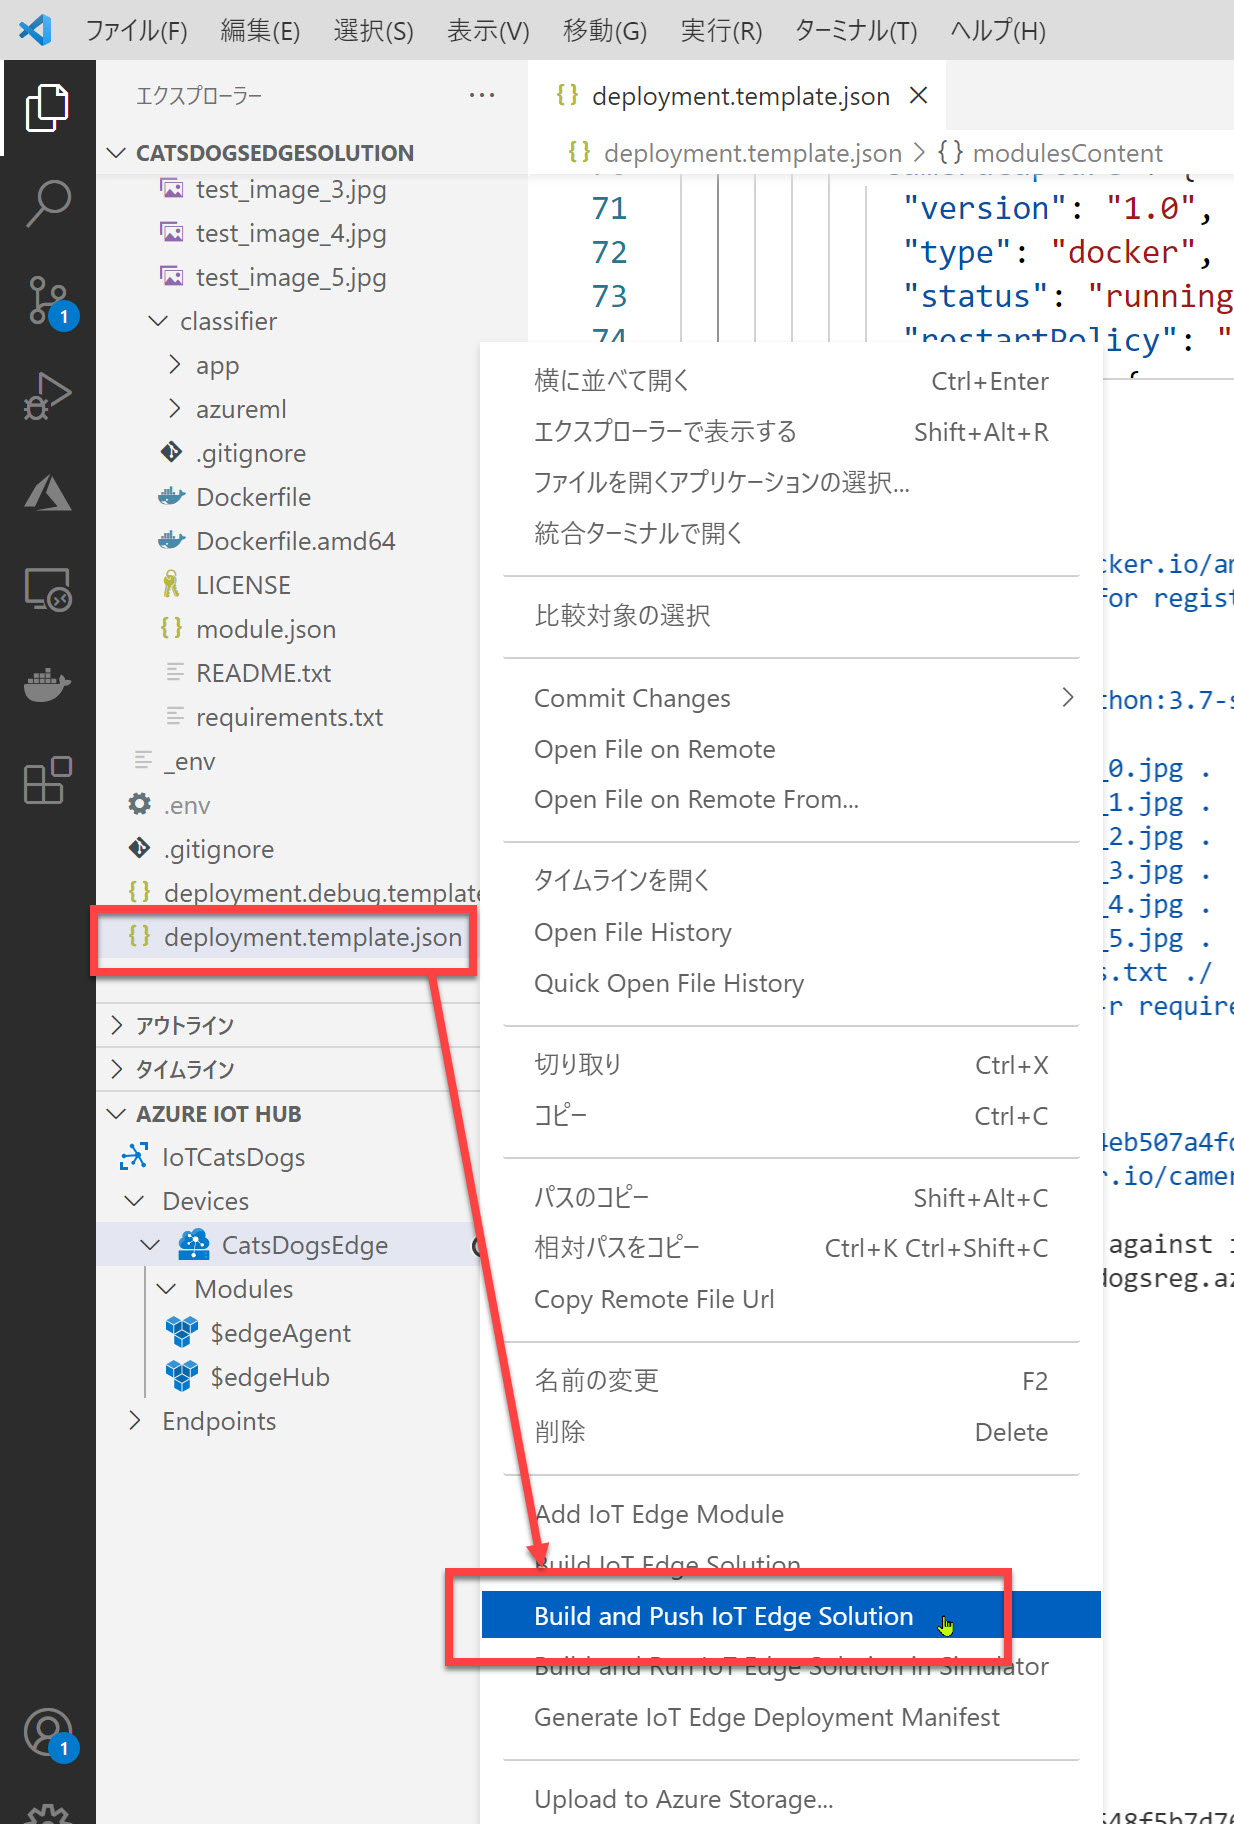 ファイル(F) 編集(E) 選択(S) 表示(V) 移動(G) 実行(R) ターミナル(T) ヘルプ(H)
エクスプローラー ...
CATSDOGSEDGESOLUTION
test_image_3.jpg
test_image_4.jpg
test_image_5.jpg
classifier
app
azureml
.gitignore
Dockerfile
Dockerfile.amd64
LICENSE
module.json
README.txt
requirements.txt
_env
.env
.gitignore
deployment.debug.template
deployment.template.json
アウトライン
タイムライン
AZURE IOT HUB
IoTCatsDogs
Devices
CatsDogsEdge
Modules
$edgeAgent
$edgeHub
Endpoints
1
1
deployment.template.json
deployment.template.json > {} modulesContent
71 "version": "1.0",
72 "type": "docker",
73 "status": "running
74 "restartPolicy": "
横に並べて開く Ctrl+Enter
エクスプローラーで表示する Shift+Alt+R
ファイルを開くアプリケーションの選択...
統合ターミナルで開く
比較対象の選択
Commit Changes
Open File on Remote
Open File on Remote From...
タイムラインを開く
Open File History
Quick Open File History
切り取り Ctrl+X
コピー Ctrl+C
パスのコピー Shift+Alt+C
相対パスをコピー Ctrl+K Ctrl+Shift+C
Copy Remote File Url
名前の変更 F2
削除 Delete
Add IoT Edge Module
Build IoT Edge Solution
Build and Push IoT Edge Solution
Build and Run IoT Edge Solution in Simulator
Generate IoT Edge Deployment Manifest
Upload to Azure Storage...
cker.io/a
for regist
thon:3.7-s
_0.jpg .
_1.jpg .
_2.jpg .
_3.jpg .
_4.jpg .
_5.jpg .
s.txt ./
-r require
4eb507a4fc
r.io/camer
against i
dogsreg.az
548f5b7d76